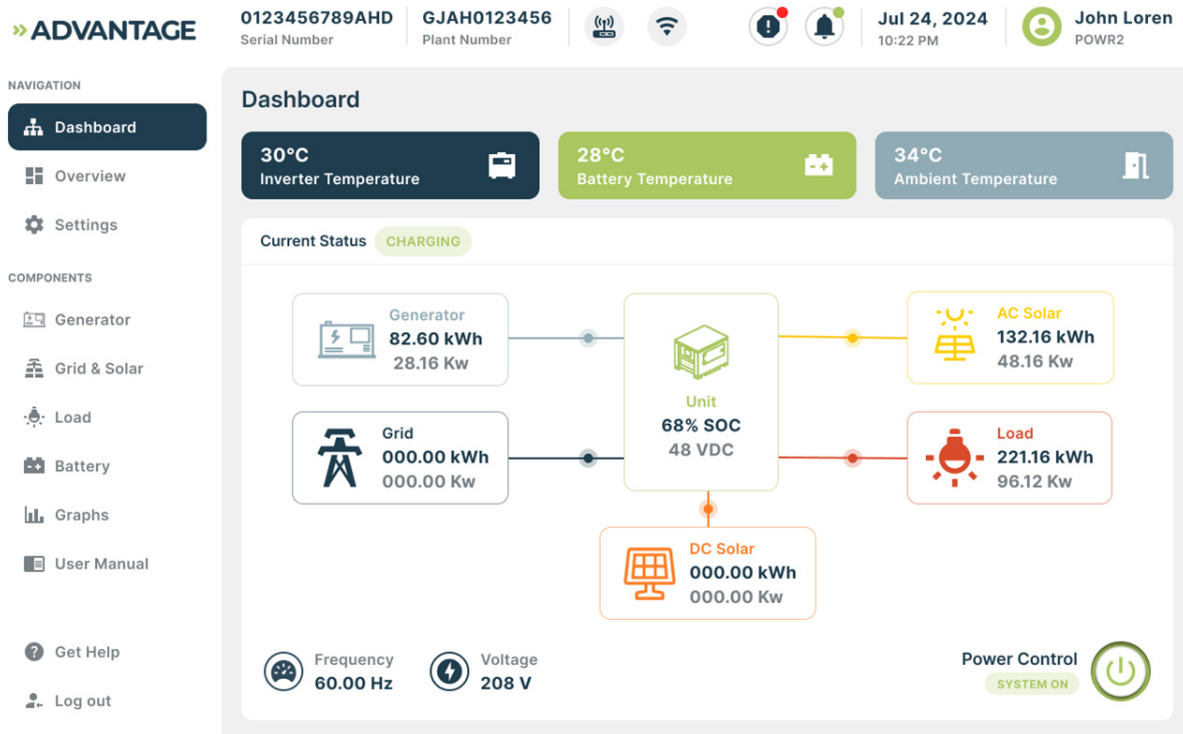 » ADVANTAGE
0123456789AHD
Serial Number
GJAH0123456
Plant Number
Jul 24, 2024
10:22 PM
John Loren
POWR2
NAVIGATION
Dashboard
Overview
Settings
COMPONENTS
Generator
Grid & Solar
Load
Battery
Graphs
User Manual
Get Help
Log out
Dashboard
30°C
Inverter Temperature
28°C
Battery Temperature
34°C
Ambient Temperature
Current Status CHARGING
Generator
82.60 kWh
28.16 Kw
Unit
68% SOC
48 VDC
AC Solar
132.16 kWh
48.16 Kw
Grid
000.00 kWh
000.00 Kw
Load
221.16 kWh
96.12 Kw
DC Solar
000.00 kWh
000.00 Kw
Frequency
60.00 Hz
Voltage
208 V
Power Control
SYSTEM ON